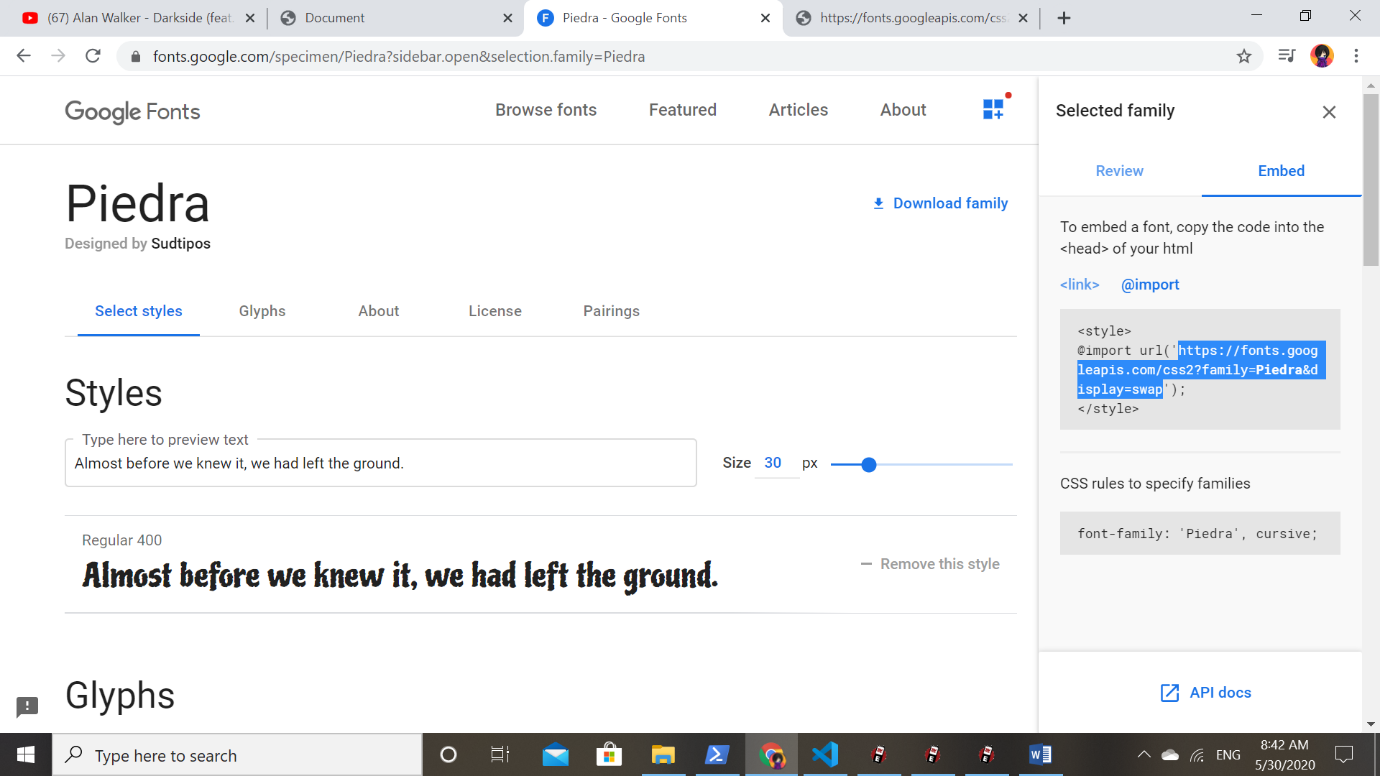 (67) Alan Walker - Darkside (feat.
Document
Piedra - Google Fonts
https://fonts.googleapis.com/css
fonts.google.com/specimen/Piedra?sidebar.open&selection.family=Piedra
Google Fonts
Browse fonts
Featured
Articles
About
Selected family
Review
Embed
Piedra
Download family
Designed by Sudtipos
To embed a font, copy the code into the
<head> of your html
<link>
@import
Select styles
Glyphs
About
License
Pairings
<style>
@import url('https://fonts.goog
leapis.com/css2?family=Piedra&d
isplay=swap');
</style>
Styles
Type here to preview text
Almost before we knew it, we had left the ground.
Size 30 px
CSS rules to specify families
font-family: 'Piedra', cursive;
Regular 400
Almost before we knew it, we had left the ground.
Remove this style
Glyphs
API docs
Type here to search
ENG
8:42 AM
5/30/2020